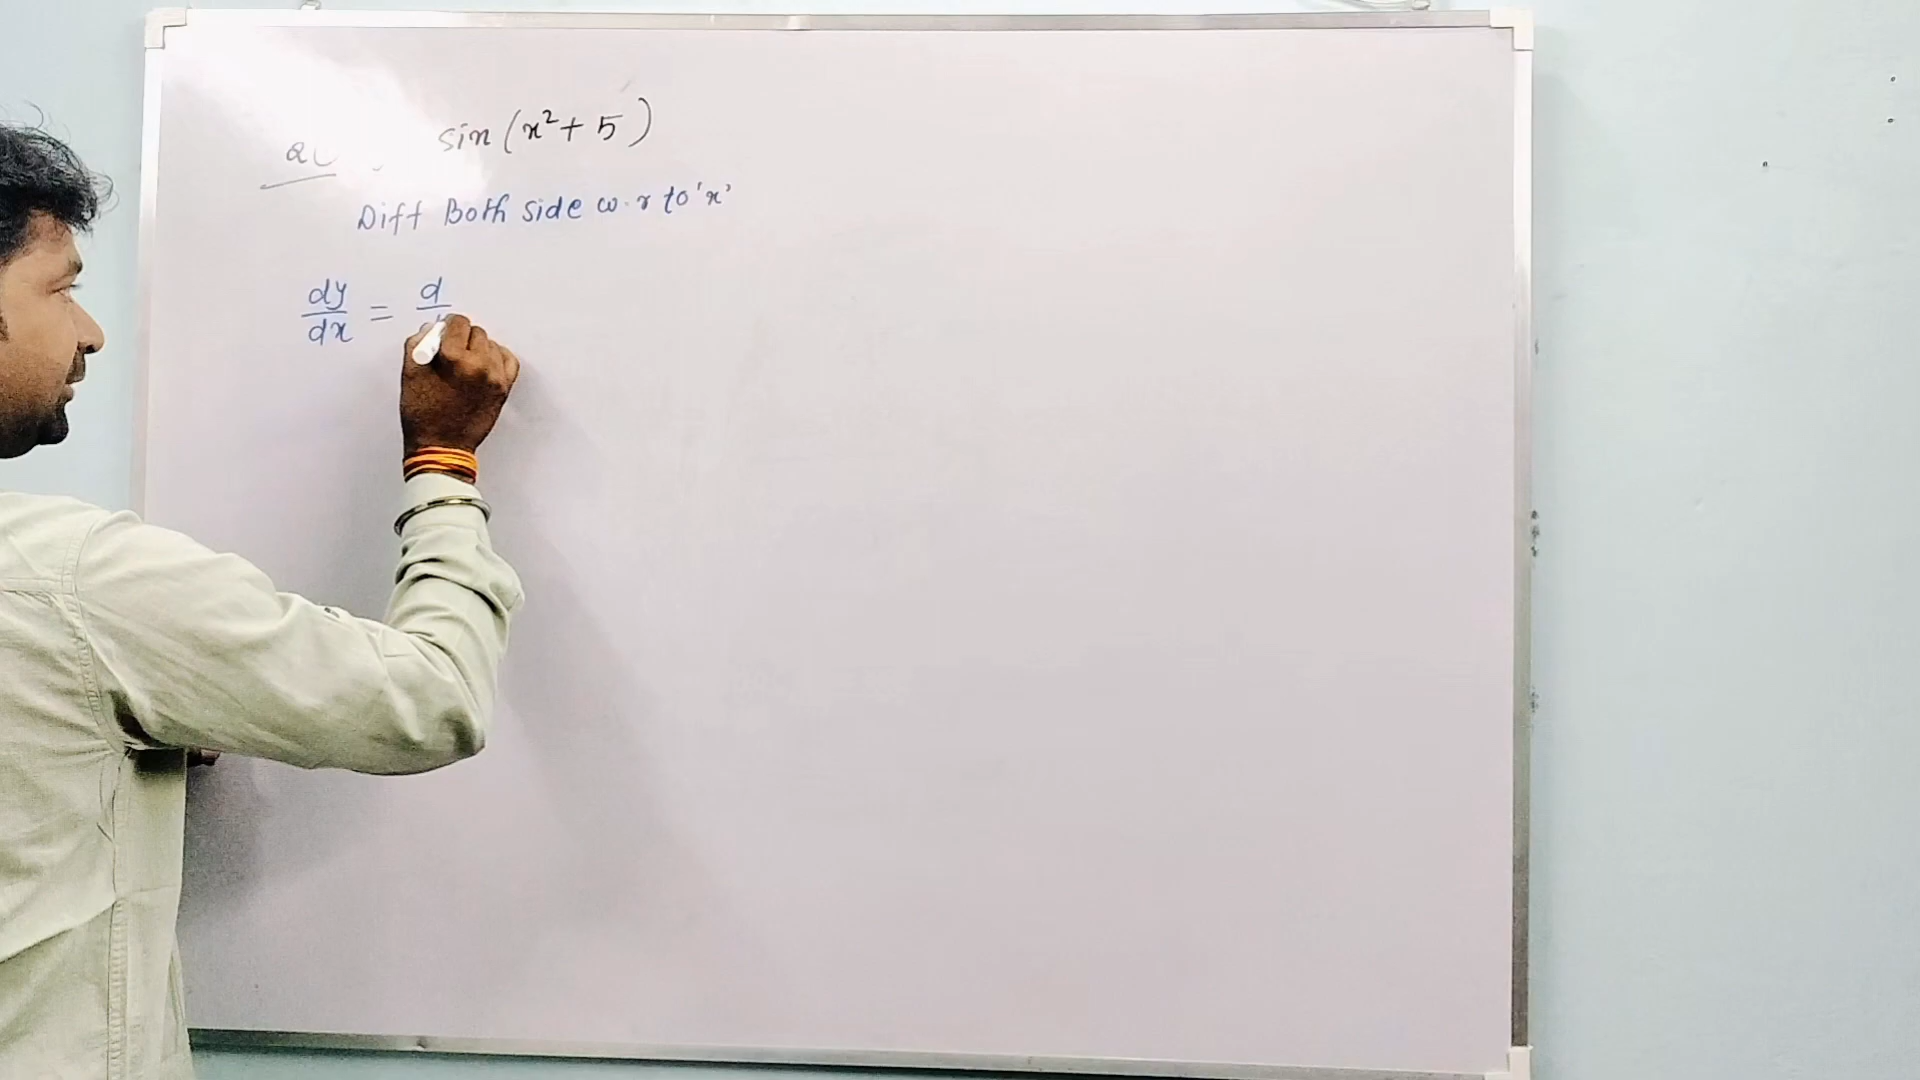 sin (x² + 5)
Diff Both side w.r to 'x'
dy/dx = d